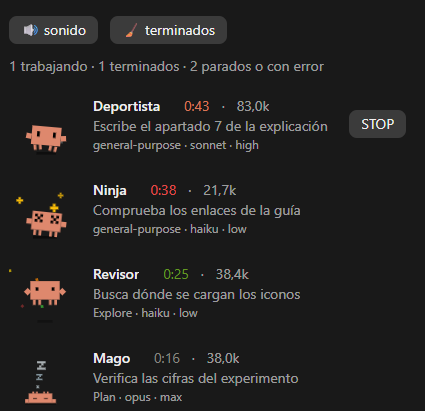 sonido terminados
1 trabajando · 1 terminados · 2 parados o con error
Deportista 0:43 · 83,0k
Escribe el apartado 7 de la explicación
general-purpose · sonnet · high
STOP
Ninja 0:38 · 21,7k
Comprueba los enlaces de la guía
general-purpose · haiku · low
Revisor 0:25 · 38,4k
Busca dónde se cargan los iconos
Explore · haiku · low
Mago 0:16 · 38,0k
Verifica las cifras del experimento
Plan · opus · max
z
z
z